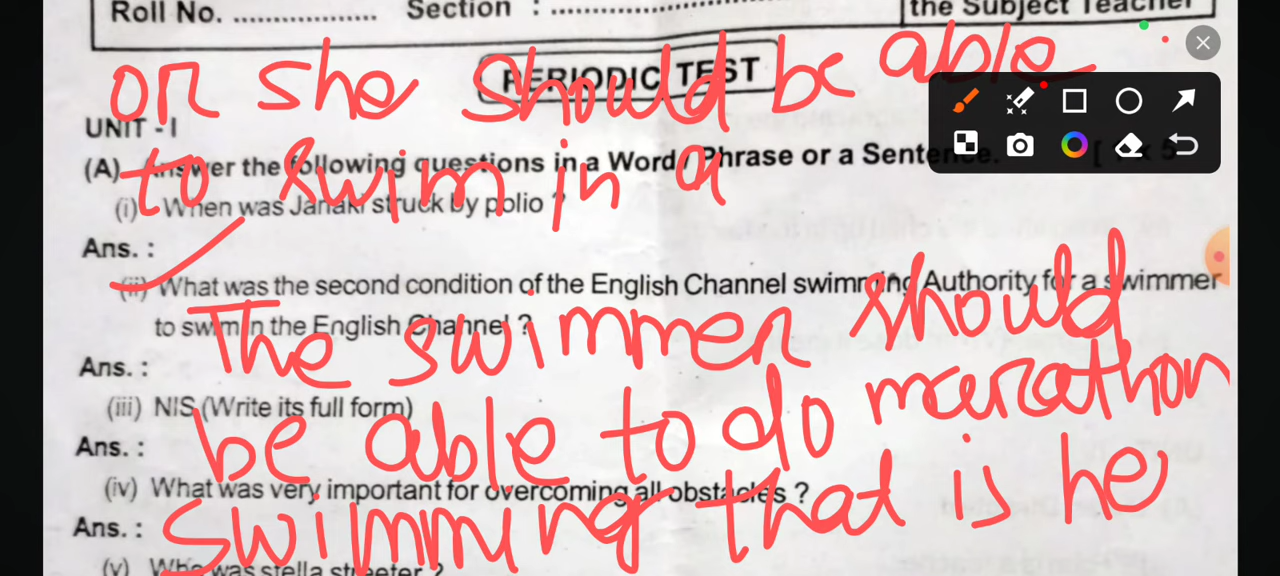 Roll No. .................. Section : ........................ the Subject Teacher
or she should be able
PERIODIC TEST
UNIT - I
(A) Answer the following questions in a Word / Phrase or a Sentence. [
to swim in a
(i) When was Janaki struck by polio ?
Ans. :
(ii) What was the second condition of the English Channel swimming Authority for a swimmer
to swim in the English Channel ?
The swimmer should
Ans. :
(iii) NIS (Write its full form)
be able to do marathon
Ans. :
(iv) What was very important for overcoming all obstacles ?
swimming that is he
Ans. :
(v) Who was stella streeter ?